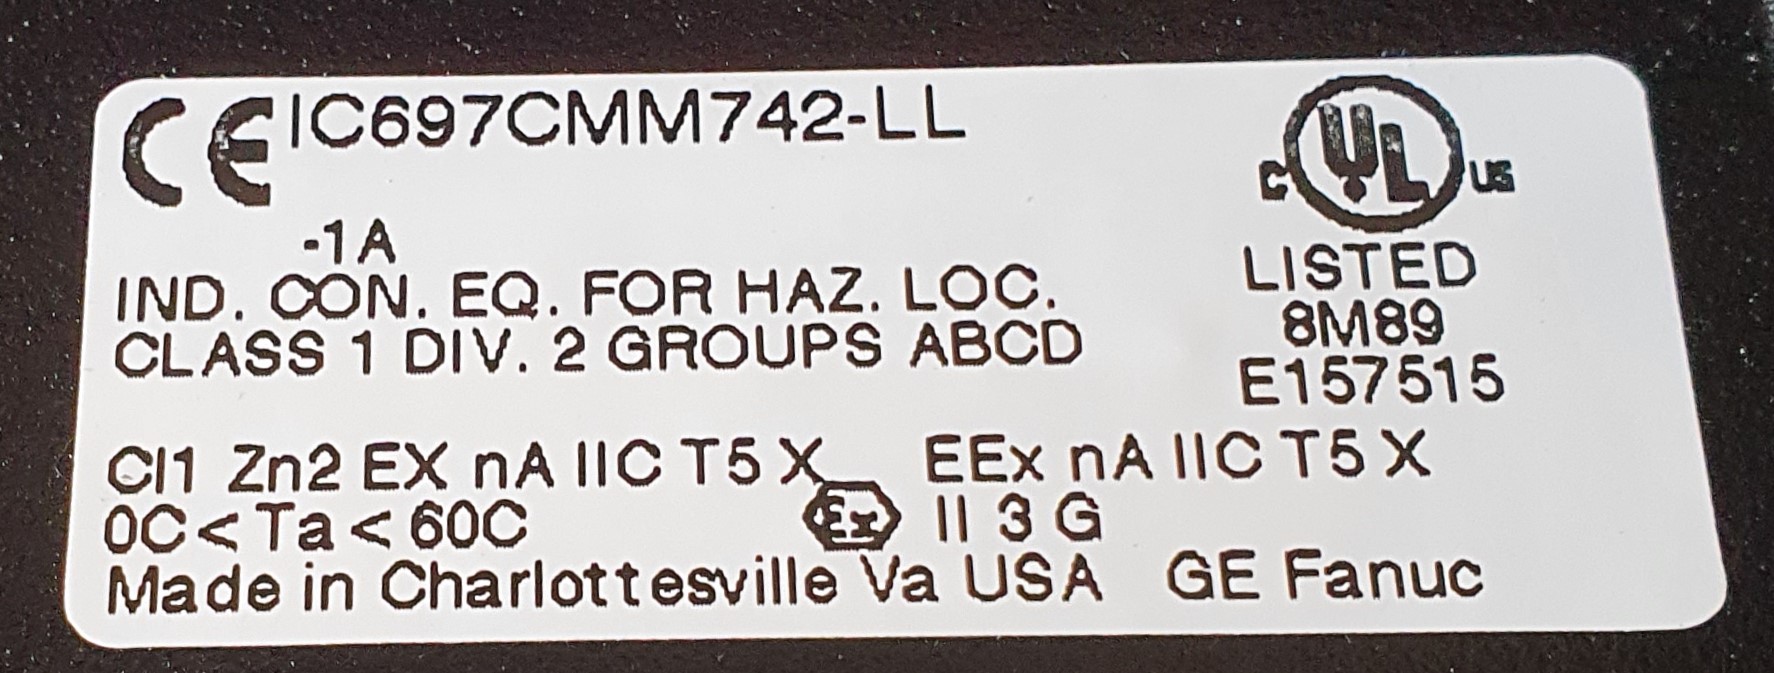 CE IC697CMM742-LL
-1A
IND. CON. EQ. FOR HAZ. LOC.
CLASS 1 DIV. 2 GROUPS ABCD
Cl1 Zn2 EX nA IIC T5 X
0C < Ta < 60C
Made in Charlottesville Va USA GE Fanuc
C UL US
LISTED
8M89
E157515
EEx nA IIC T5 X
Ex II 3 G